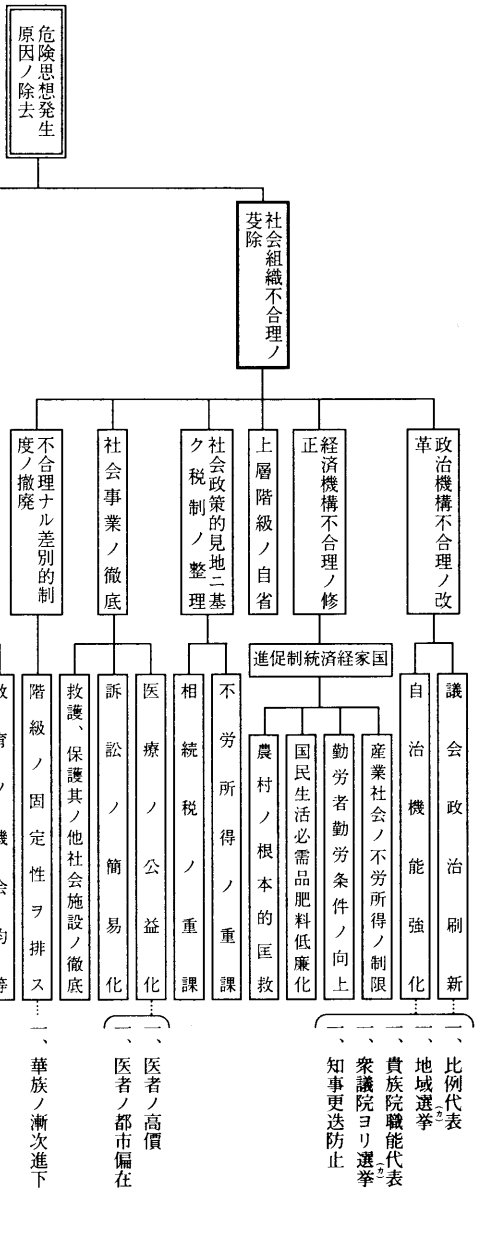 危険思想発生
原因ノ除去
社会組織不合理ノ
芟除
政治機構不合理ノ改
革
経済機構不合理ノ修
正
上層階級ノ自省
社会政策的見地ニ基
ク税制ノ整理
社会事業ノ徹底
不合理ナル差別的制
度ノ撤廃
議会政治刷新
自治機能強化
進促制統済経家国
産業社会ノ不労所得ノ制限
勤労者勤労条件ノ向上
国民生活必需品肥料低廉化
農村ノ根本的匡救
不労所得ノ重課
相続税ノ重課
医療ノ公益化
訴訟ノ簡易化
救護、保護其ノ他社会施設ノ徹底
階級ノ固定性ヲ排ス
教育ノ機会均等
一、比例代表
一、地域選挙(カ)
一、貴族院職能代表
一、衆議院ヨリ選挙(カ)
一、知事更迭防止
一、医者ノ高價
一、医者ノ都市偏在
一、華族ノ漸次進下